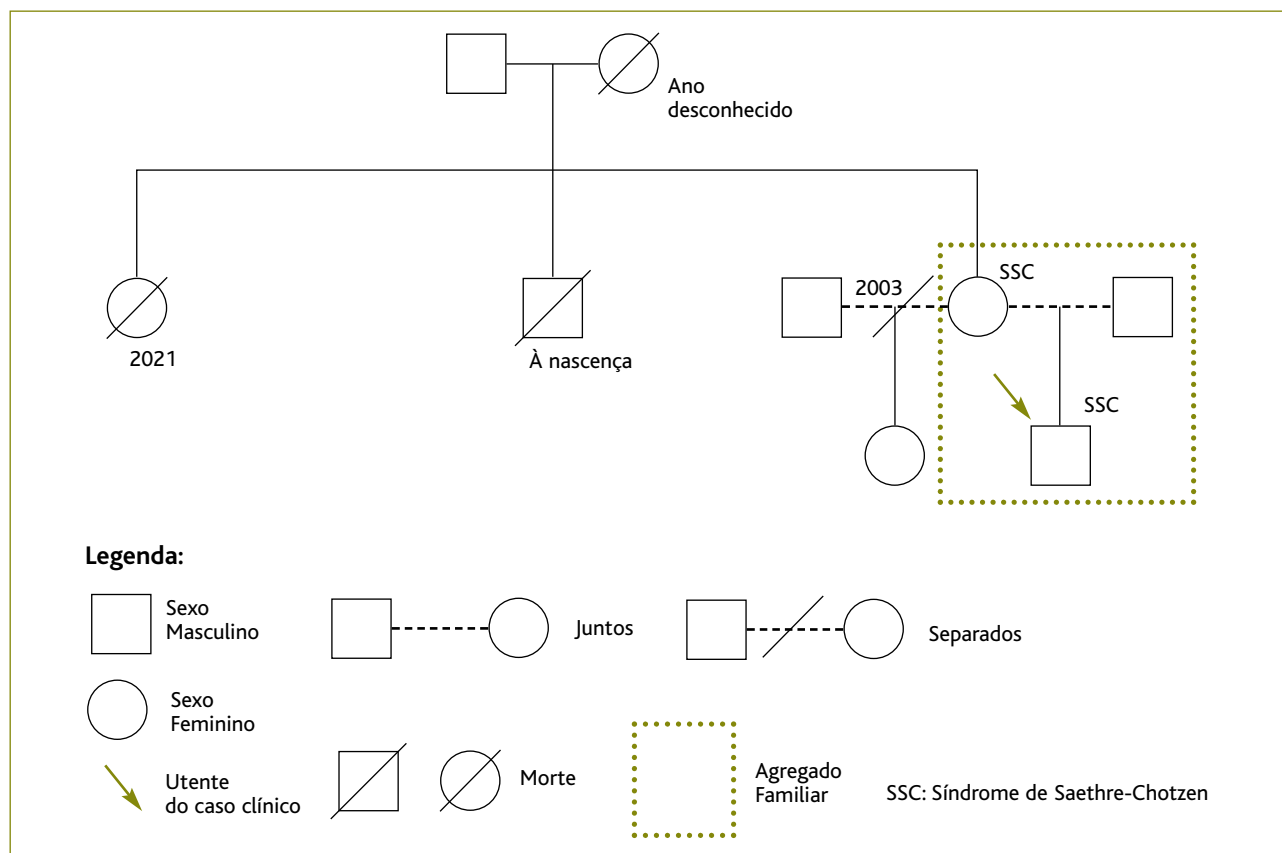 Ano
desconhecido
2003
SSC
2021
À nascença
SSC
Legenda:
Sexo
Masculino
Juntos
Separados
Sexo
Feminino
Utente
do caso clínico
Morte
Agregado
Familiar
SSC: Síndrome de Saethre-Chotzen